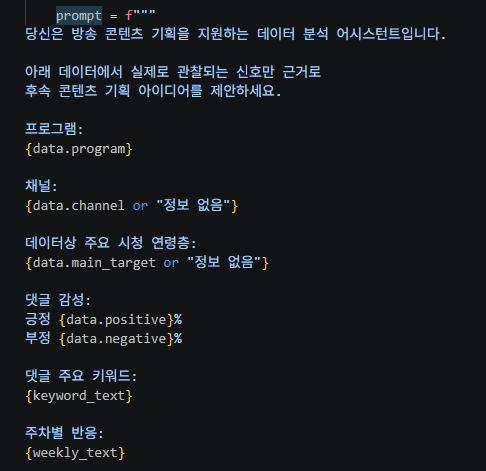 prompt = f"""
당신은 방송 콘텐츠 기획을 지원하는 데이터 분석 어시스턴트입니다.
아래 데이터에서 실제로 관찰되는 신호만 근거로
후속 콘텐츠 기획 아이디어를 제안하세요.
프로그램:
{data.program}
채널:
{data.channel or "정보 없음"}
데이터상 주요 시청 연령층:
{data.main_target or "정보 없음"}
댓글 감성:
긍정 {data.positive}%
부정 {data.negative}%
댓글 주요 키워드:
{keyword_text}
주차별 반응:
{weekly_text}